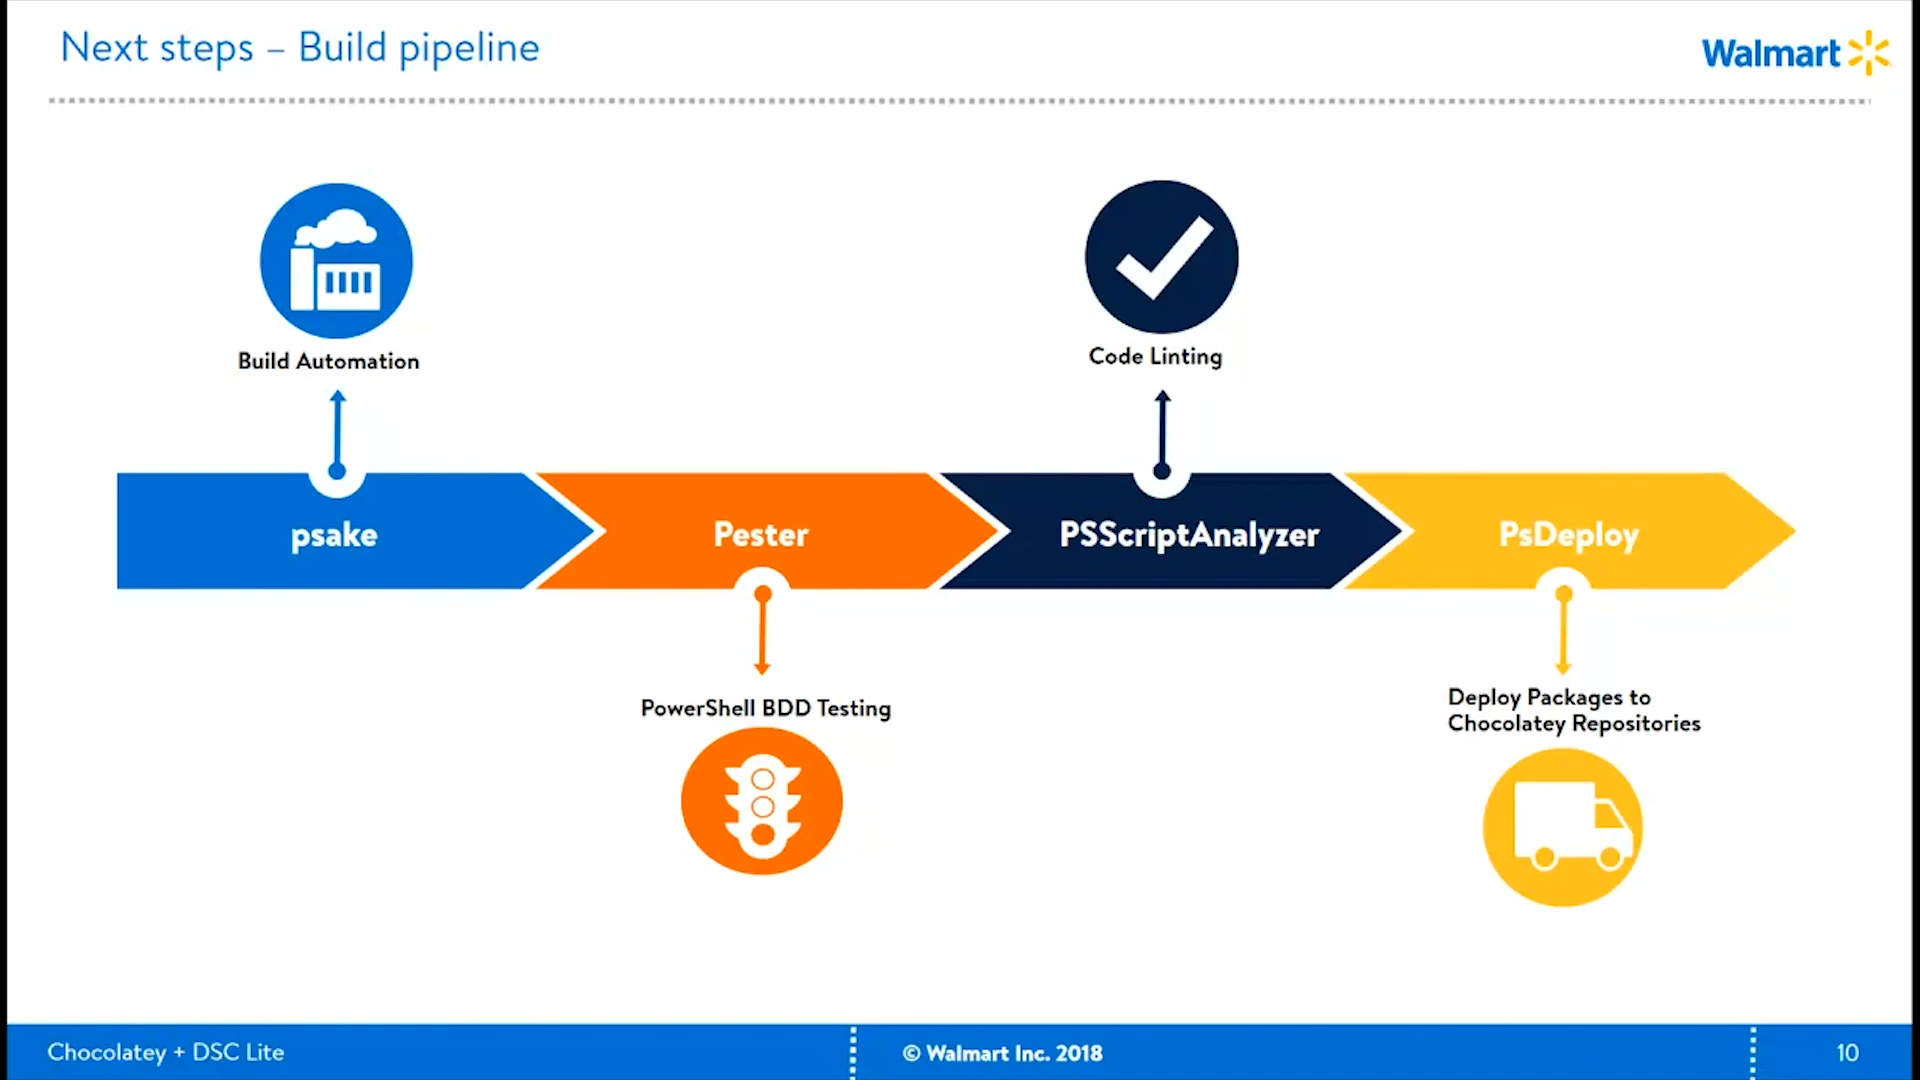 Next steps – Build pipeline
Walmart
Build Automation
Code Linting
psake
Pester
PSScriptAnalyzer
PsDeploy
PowerShell BDD Testing
Deploy Packages to
Chocolatey Repositories
Chocolatey + DSC Lite
© Walmart Inc. 2018
10